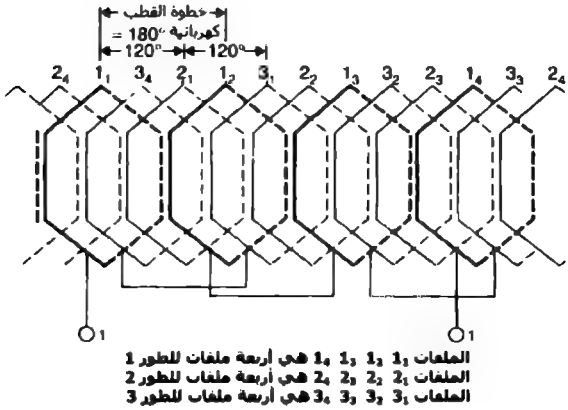 خطوة القطب
= 180° كهربائية
120° 120°
2₄ 1₁ 3₄ 2₁ 1₂ 3₁ 2₂ 1₃ 3₂ 2₃ 1₄ 3₃ 2₄
1 1
الملفات 1₁ 1₂ 1₃ 1₄ هي أربعة ملفات للطور 1
الملفات 2₁ 2₂ 2₃ 2₄ هي أربعة ملفات للطور 2
الملفات 3₁ 3₂ 3₃ 3₄ هي أربعة ملفات للطور 3